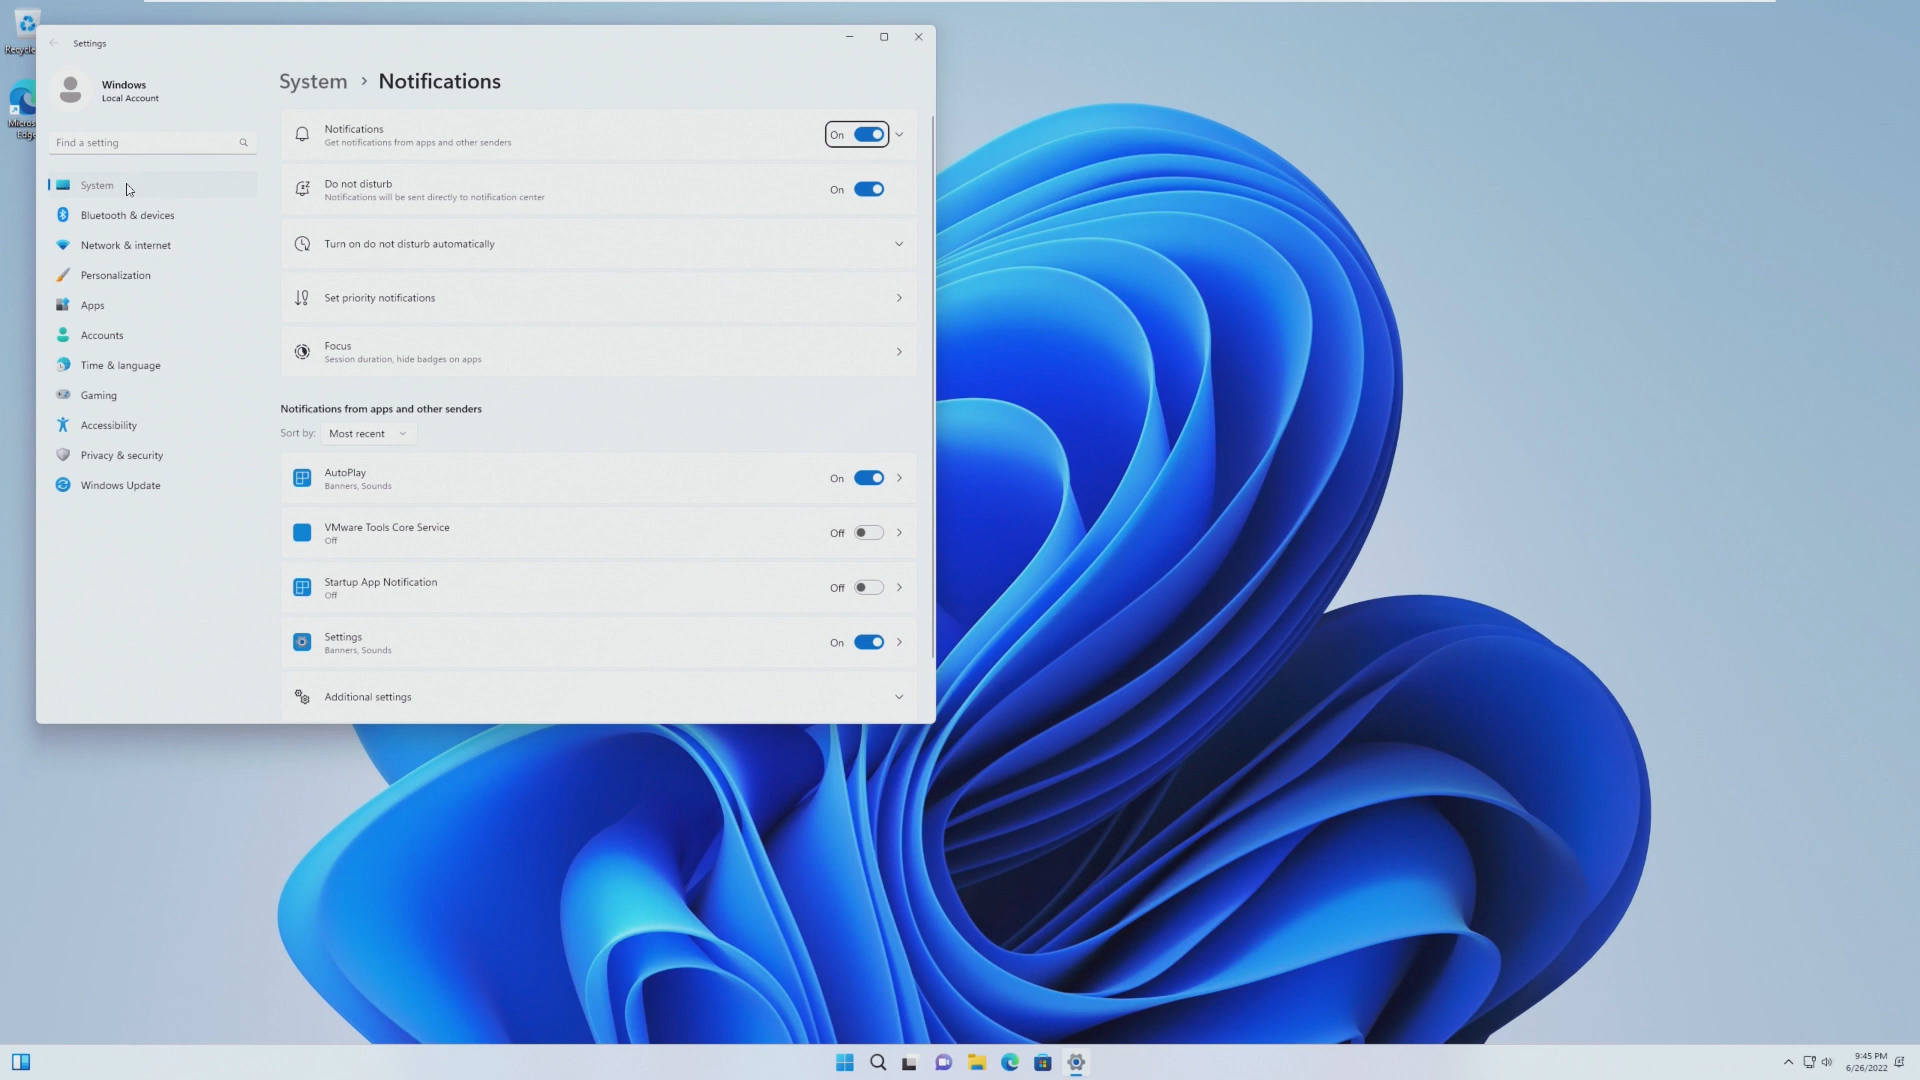 Recycle
Micros
Edg
Settings
Windows
Local Account
Find a setting
System
Bluetooth & devices
Network & internet
Personalization
Apps
Accounts
Time & language
Gaming
Accessibility
Privacy & security
Windows Update
System > Notifications
Notifications
Get notifications from apps and other senders
On
Do not disturb
Notifications will be sent directly to notification center
On
Turn on do not disturb automatically
Set priority notifications
Focus
Session duration, hide badges on apps
Notifications from apps and other senders
Sort by: Most recent
AutoPlay
Banners, Sounds
On
VMware Tools Core Service
Off
Off
Startup App Notification
Off
Off
Settings
Banners, Sounds
On
Additional settings
9:45 PM
6/26/2022